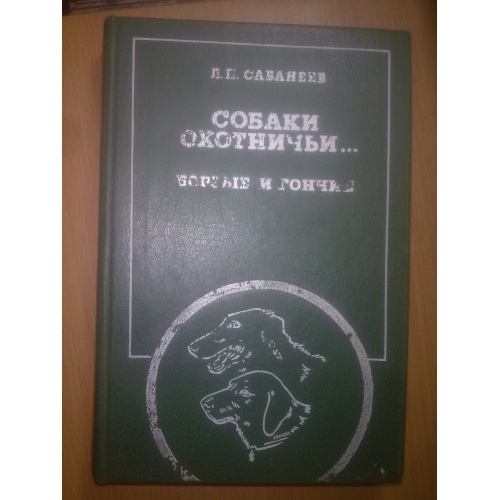 Л.П. САБАНЕЕВ
СОБАКИ
ОХОТНИЧЬИ...
БОРЗЫЕ И ГОНЧИЕ